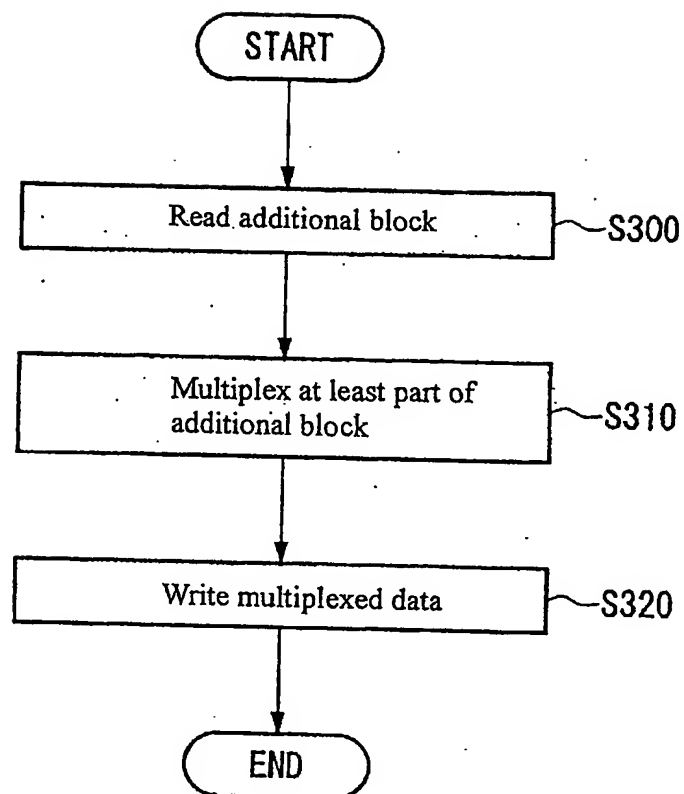 START
Read additional block
S300
Multiplex at least part of
additional block
S310
Write multiplexed data
S320
END